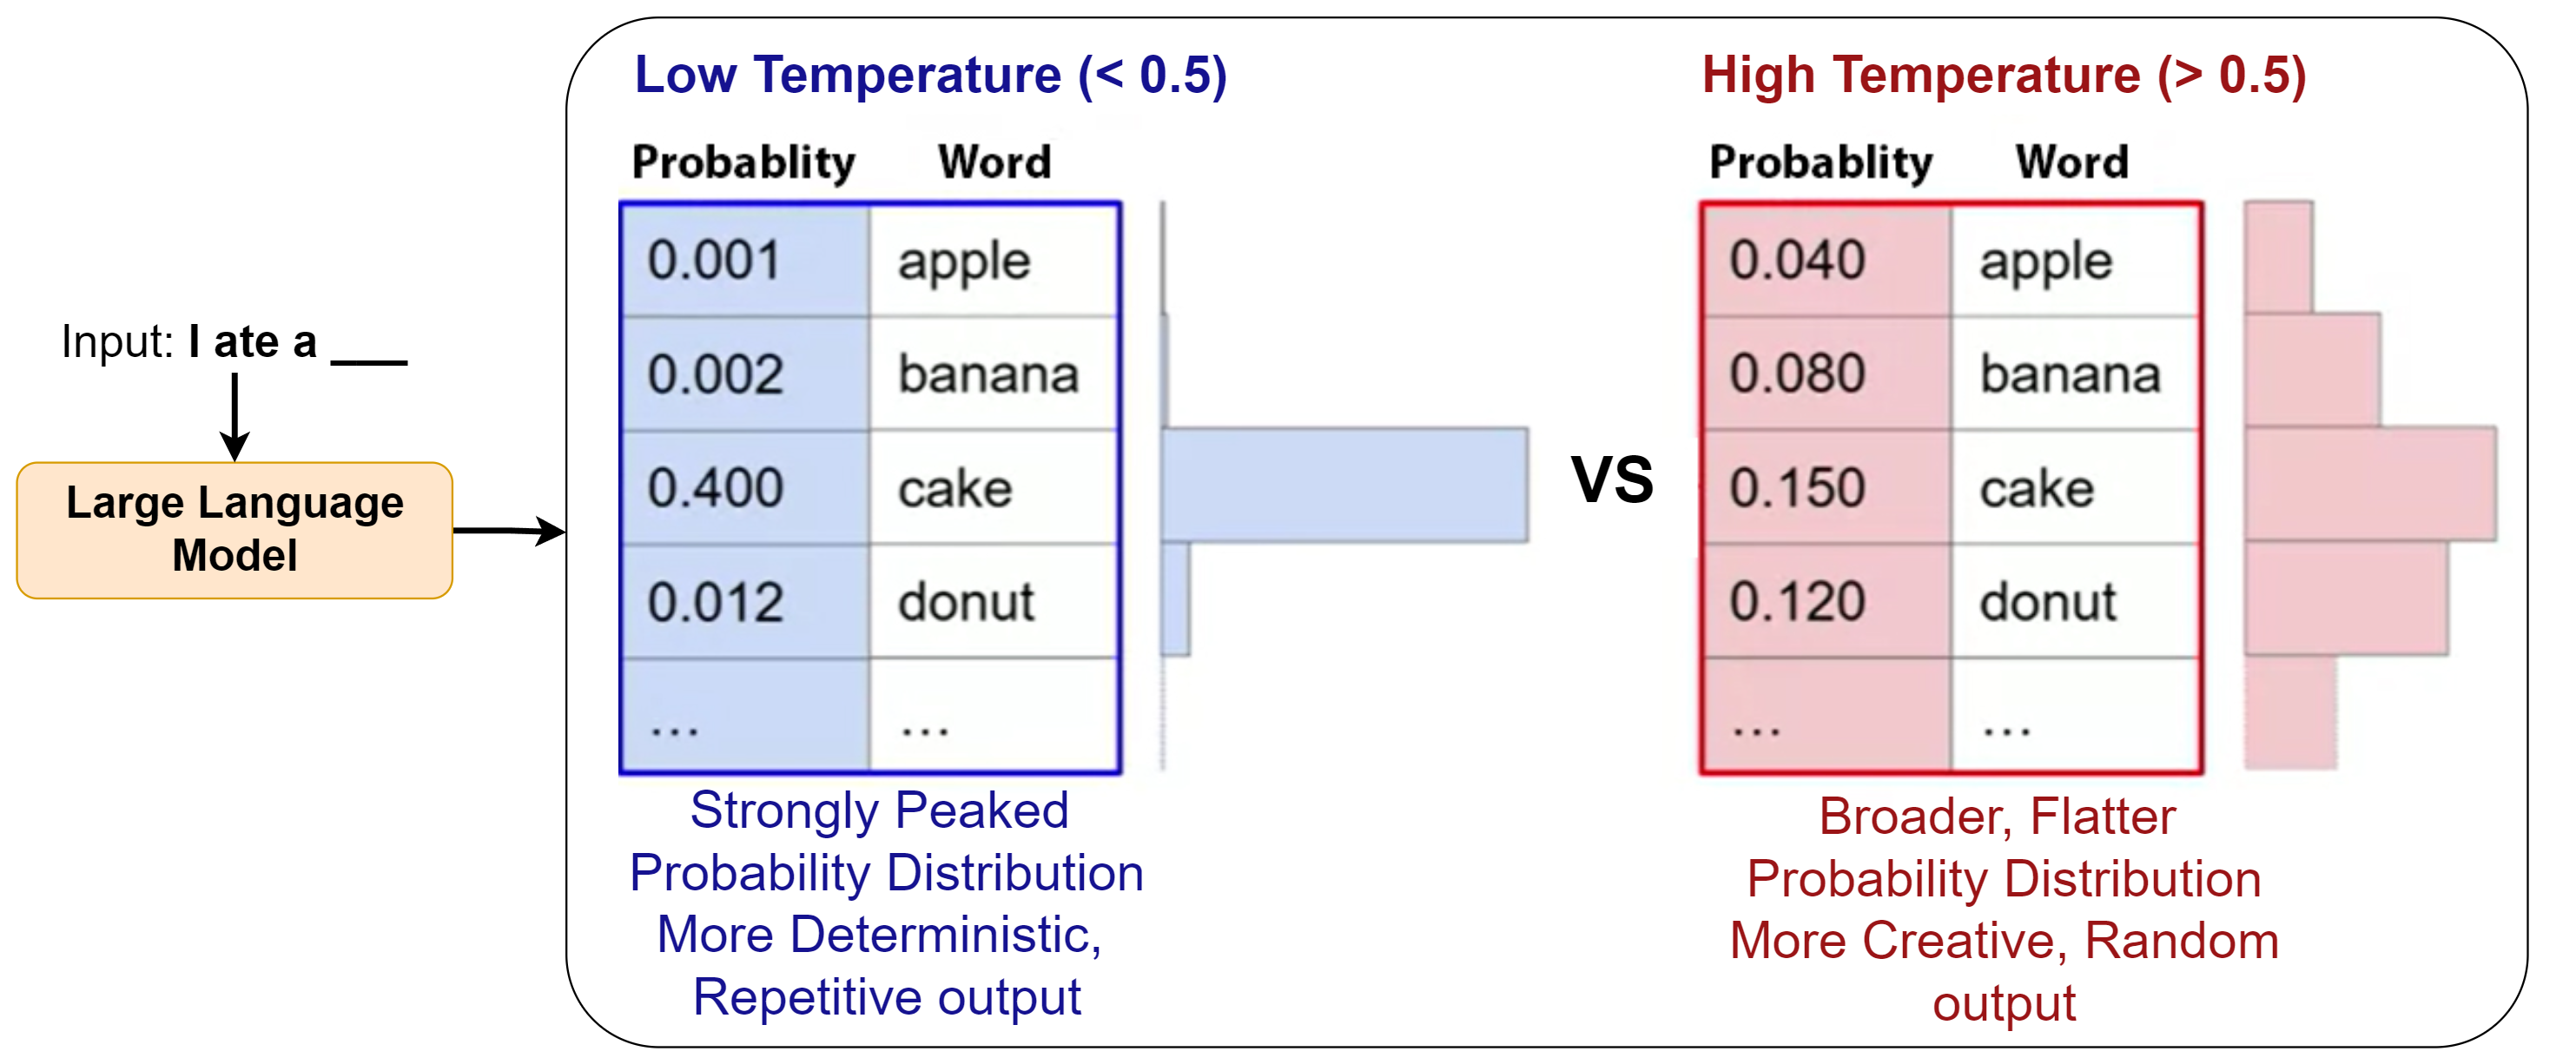 Input: I ate a ___
Large Language
Model
Low Temperature (< 0.5)
Probablity Word
0.001 apple
0.002 banana
0.400 cake
0.012 donut
... ...
Strongly Peaked
Probability Distribution
More Deterministic,
Repetitive output
VS
High Temperature (> 0.5)
Probablity Word
0.040 apple
0.080 banana
0.150 cake
0.120 donut
... ...
Broader, Flatter
Probability Distribution
More Creative, Random
output